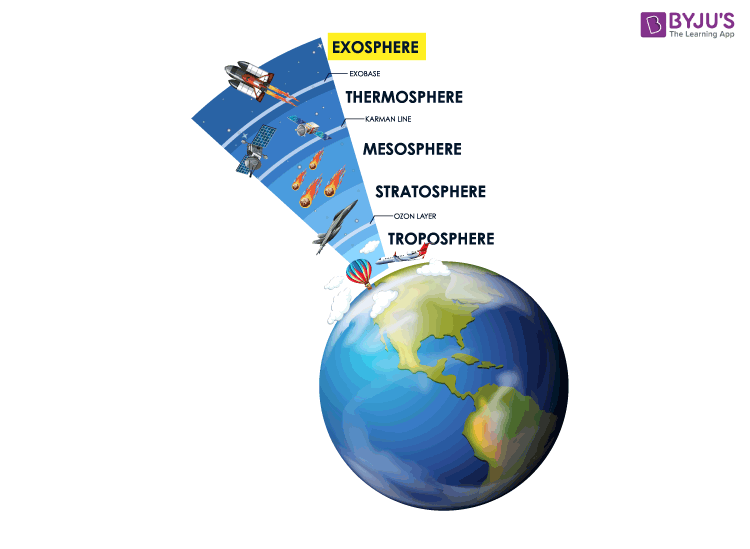 BYJU'S
The Learning App
EXOSPHERE
EXOBASE
THERMOSPHERE
KARMAN LINE
MESOSPHERE
STRATOSPHERE
OZON LAYER
TROPOSPHERE